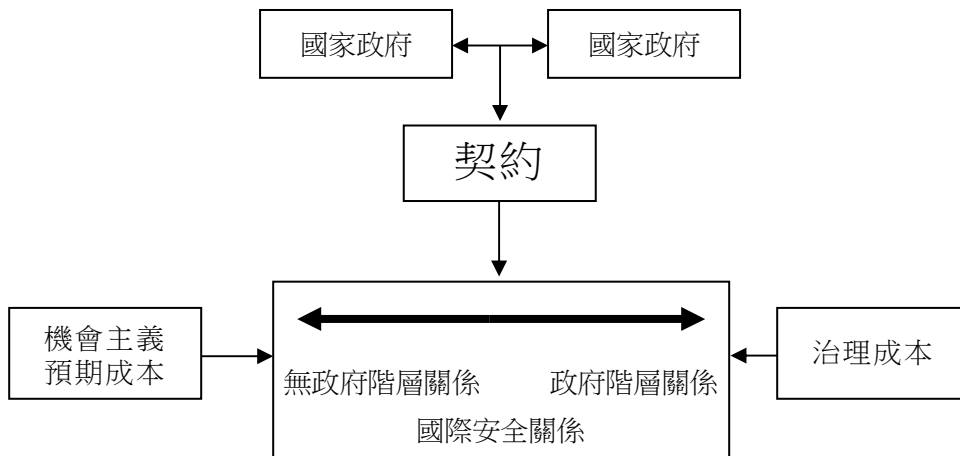 國家政府
國家政府
契約
機會主義
預期成本
治理成本
無政府階層關係
政府階層關係
國際安全關係